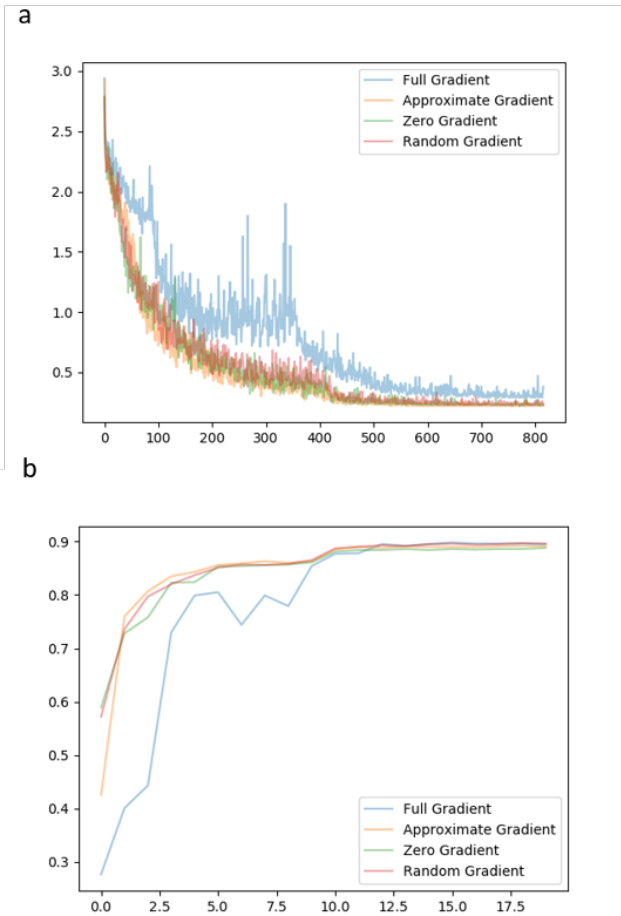 a
3.0
2.5
2.0
1.5
1.0
0.5
Full Gradient
Approximate Gradient
Zero Gradient
Random Gradient
0 100 200 300 400 500 600 700 800
b
0.9
0.8
0.7
0.6
0.5
0.4
0.3
Full Gradient
Approximate Gradient
Zero Gradient
Random Gradient
0.0 2.5 5.0 7.5 10.0 12.5 15.0 17.5